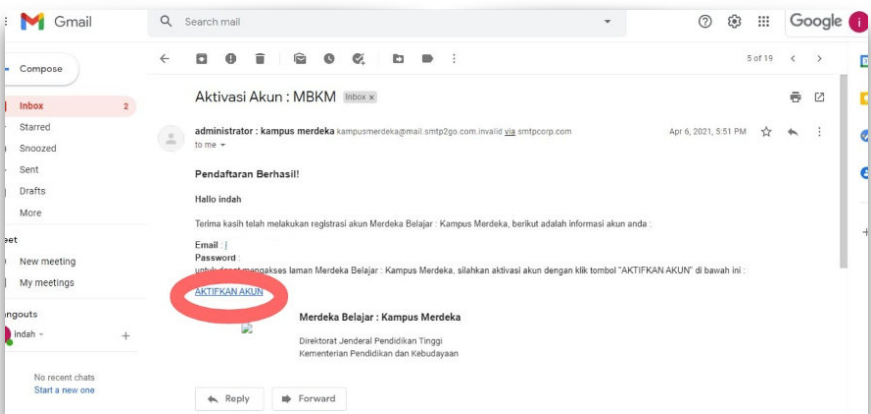 Gmail
Search mail
Google
i
Compose
5 of 19
Inbox
2
Starred
Snoozed
Sent
Drafts
More
eet
New meeting
My meetings
angouts
indah
No recent chats
Start a new one
Aktivasi Akun : MBKM Inbox x
administrator : kampus merdeka kampusmerdeka@mail.smtp2go.com.invalid via smtpcorp.com
Apr 6, 2021, 5:51 PM
to me
Pendaftaran Berhasil!
Hallo indah
Terima kasih telah melakukan registrasi akun Merdeka Belajar : Kampus Merdeka, berikut adalah informasi akun anda :
Email :
Password :
untuk dapat mengakses laman Merdeka Belajar : Kampus Merdeka, silahkan aktivasi akun dengan klik tombol "AKTIFKAN AKUN" di bawah ini :
AKTIFKAN AKUN
Merdeka Belajar : Kampus Merdeka
Direktorat Jenderal Pendidikan Tinggi
Kementerian Pendidikan dan Kebudayaan
Reply
Forward